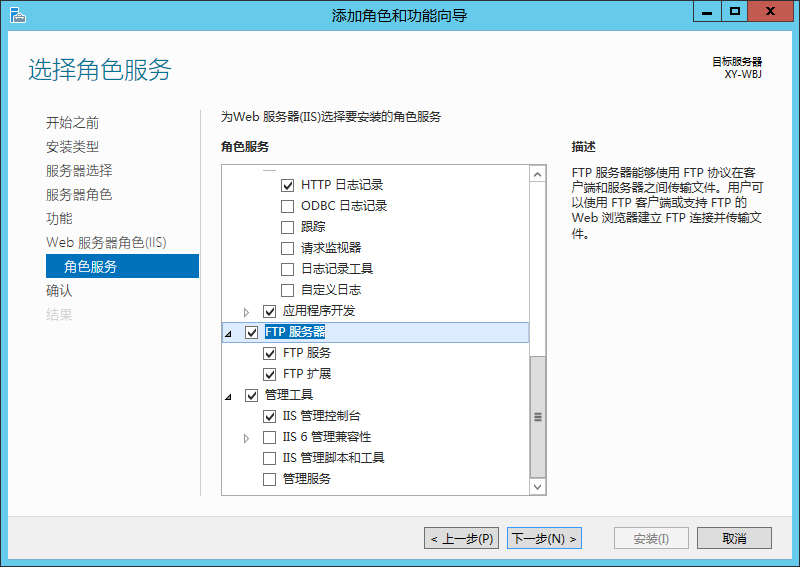 添加角色和功能向导
选择角色服务
目标服务器
XY-WBJ
开始之前
安装类型
服务器选择
服务器角色
功能
Web 服务器角色(IIS)
角色服务
确认
结果
为Web 服务器(IIS)选择要安装的角色服务
角色服务
HTTP 日志记录
ODBC 日志记录
跟踪
请求监视器
日志记录工具
自定义日志
应用程序开发
FTP 服务器
FTP 服务
FTP 扩展
管理工具
IIS 管理控制台
IIS 6 管理兼容性
IIS 管理脚本和工具
管理服务
描述
FTP 服务器能够使用 FTP 协议在客
户端和服务器之间传输文件。用户可
以使用 FTP 客户端或支持 FTP 的
Web 浏览器建立 FTP 连接并传输文
件。
< 上一步(P)
下一步(N) >
安装(I)
取消